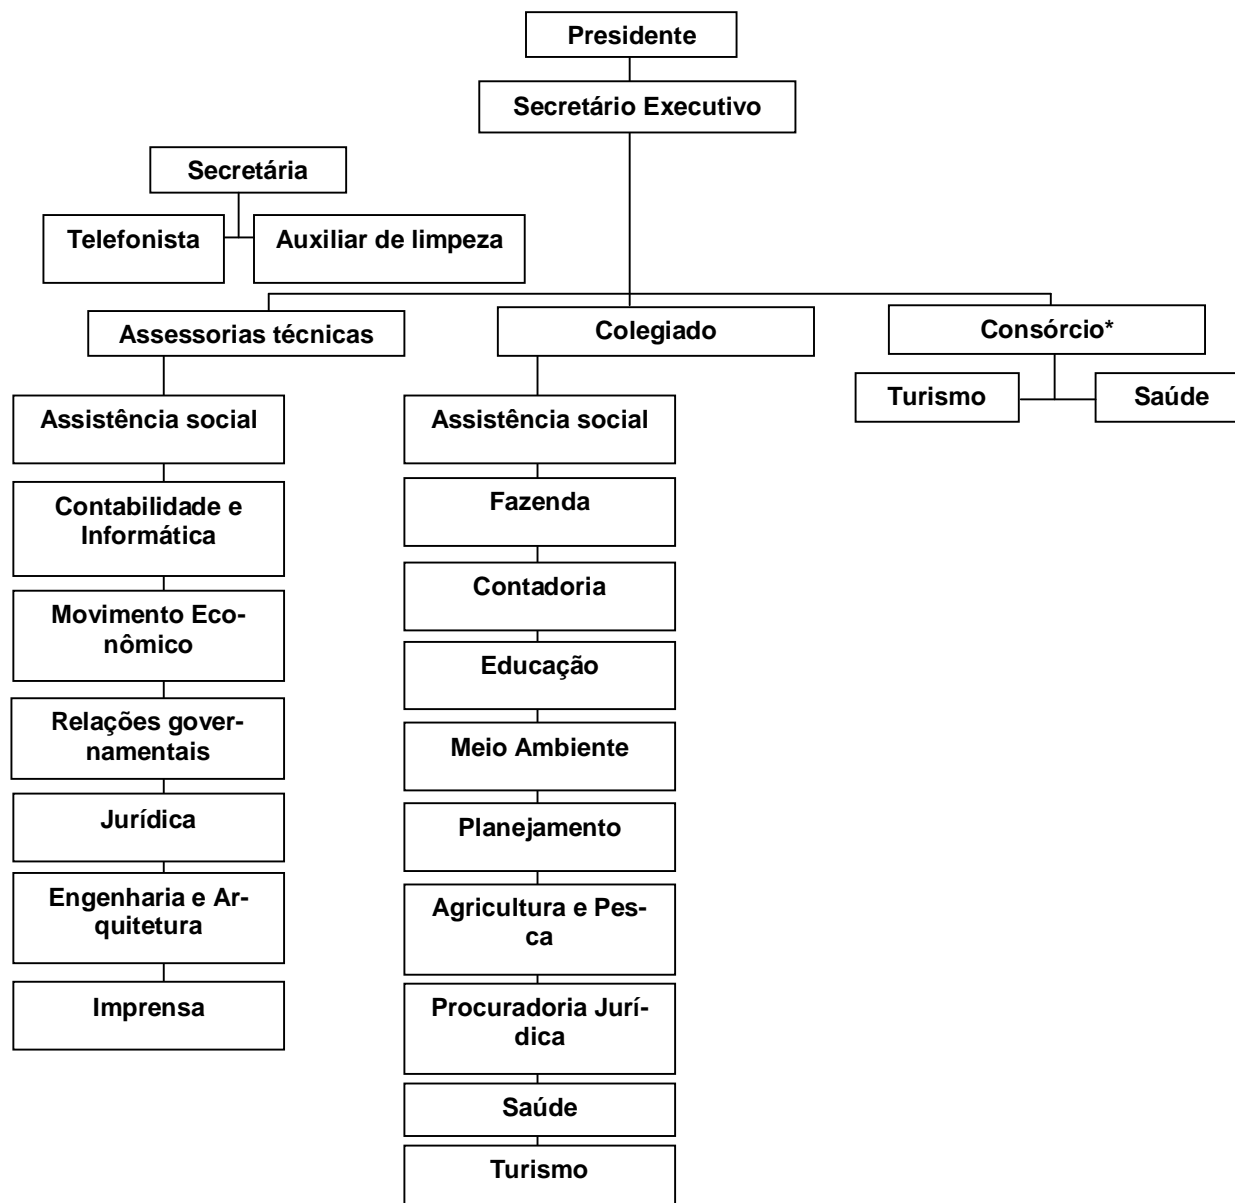 Presidente
Secretário Executivo
Secretária
Telefonista
Auxiliar de limpeza
Assessorias técnicas
Colegiado
Consórcio*
Turismo
Saúde
Assistência social
Contabilidade e
Informática
Movimento Eco-
nômico
Relações gover-
namentais
Jurídica
Engenharia e Ar-
quitetura
Imprensa
Assistência social
Fazenda
Contadoria
Educação
Meio Ambiente
Planejamento
Agricultura e Pes-
ca
Procuradoria Jurí-
dica
Saúde
Turismo